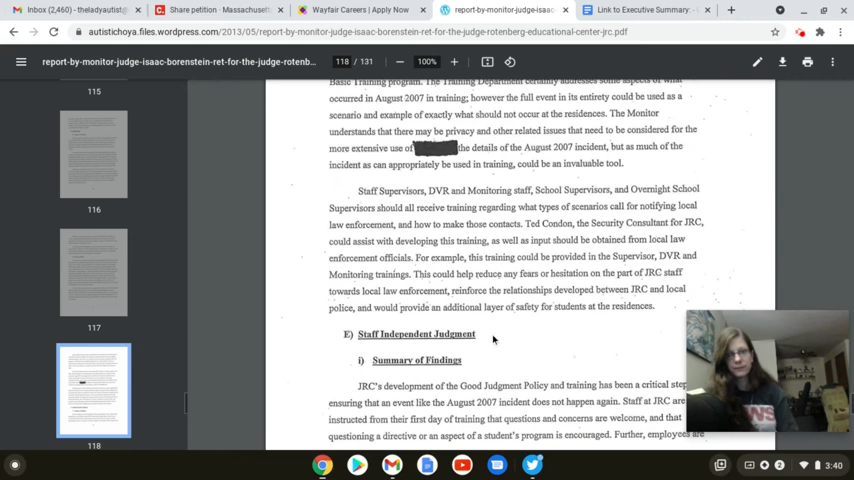 Inbox (2,460) - theladyautist@
Share petition · Massachuset
Wayfair Careers | Apply Now
report-by-monitor-judge-isaac-
Link to Executive Summary:
autistichoya.files.wordpress.com/2013/05/report-by-monitor-judge-isaac-borenstein-ret-for-the-judge-rotenberg-educational-center-jrc.pdf
report-by-monitor-judge-isaac-borenstein-ret-for-the-judge-rotenb...
118 / 131
100%
115
116
117
118
Basic Training program. The Training Department certainly addresses some aspects of what
occurred in August 2007 in training; however the full event in its entirety could be used as a
scenario and example of exactly what should not occur at the residences. The Monitor
understands that there may be privacy and other related issues that need to be considered for the
more extensive use of the details of the August 2007 incident, but as much of the
incident as can appropriately be used in training, could be an invaluable tool.
Staff Supervisors, DVR and Monitoring staff, School Supervisors, and Overnight School
Supervisors should all receive training regarding what types of scenarios call for notifying local
law enforcement, and how to make those contacts. Ted Condon, the Security Consultant for JRC,
could assist with developing this training, as well as input should be obtained from local law
enforcement officials. For example, this training could be provided in the Supervisor, DVR and
Monitoring trainings. This could help reduce any fears or hesitation on the part of JRC staff
towards local law enforcement, reinforce the relationships developed between JRC and local
police, and would provide an additional layer of safety for students at the residences.
E) Staff Independent Judgment
i) Summary of Findings
JRC's development of the Good Judgment Policy and training has been a critical step
ensuring that an event like the August 2007 incident does not happen again. Staff at JRC are
instructed from their first day of training that questions and concerns are welcome, and that
questioning a directive or an aspect of a student's program is encouraged. Further, employees are
2
3:40